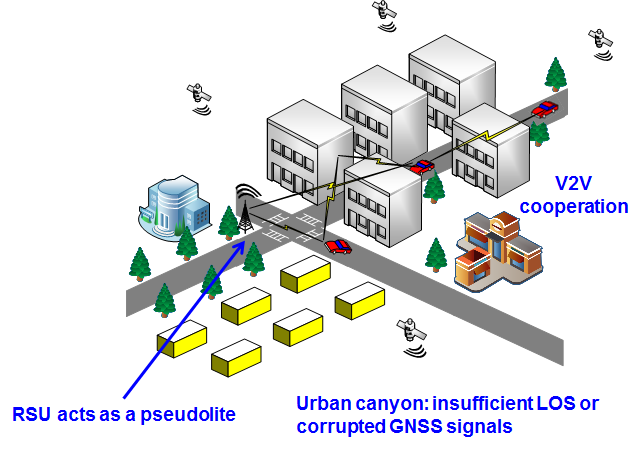 V2V
cooperation
RSU acts as a pseudolite
Urban canyon: insufficient LOS or
corrupted GNSS signals